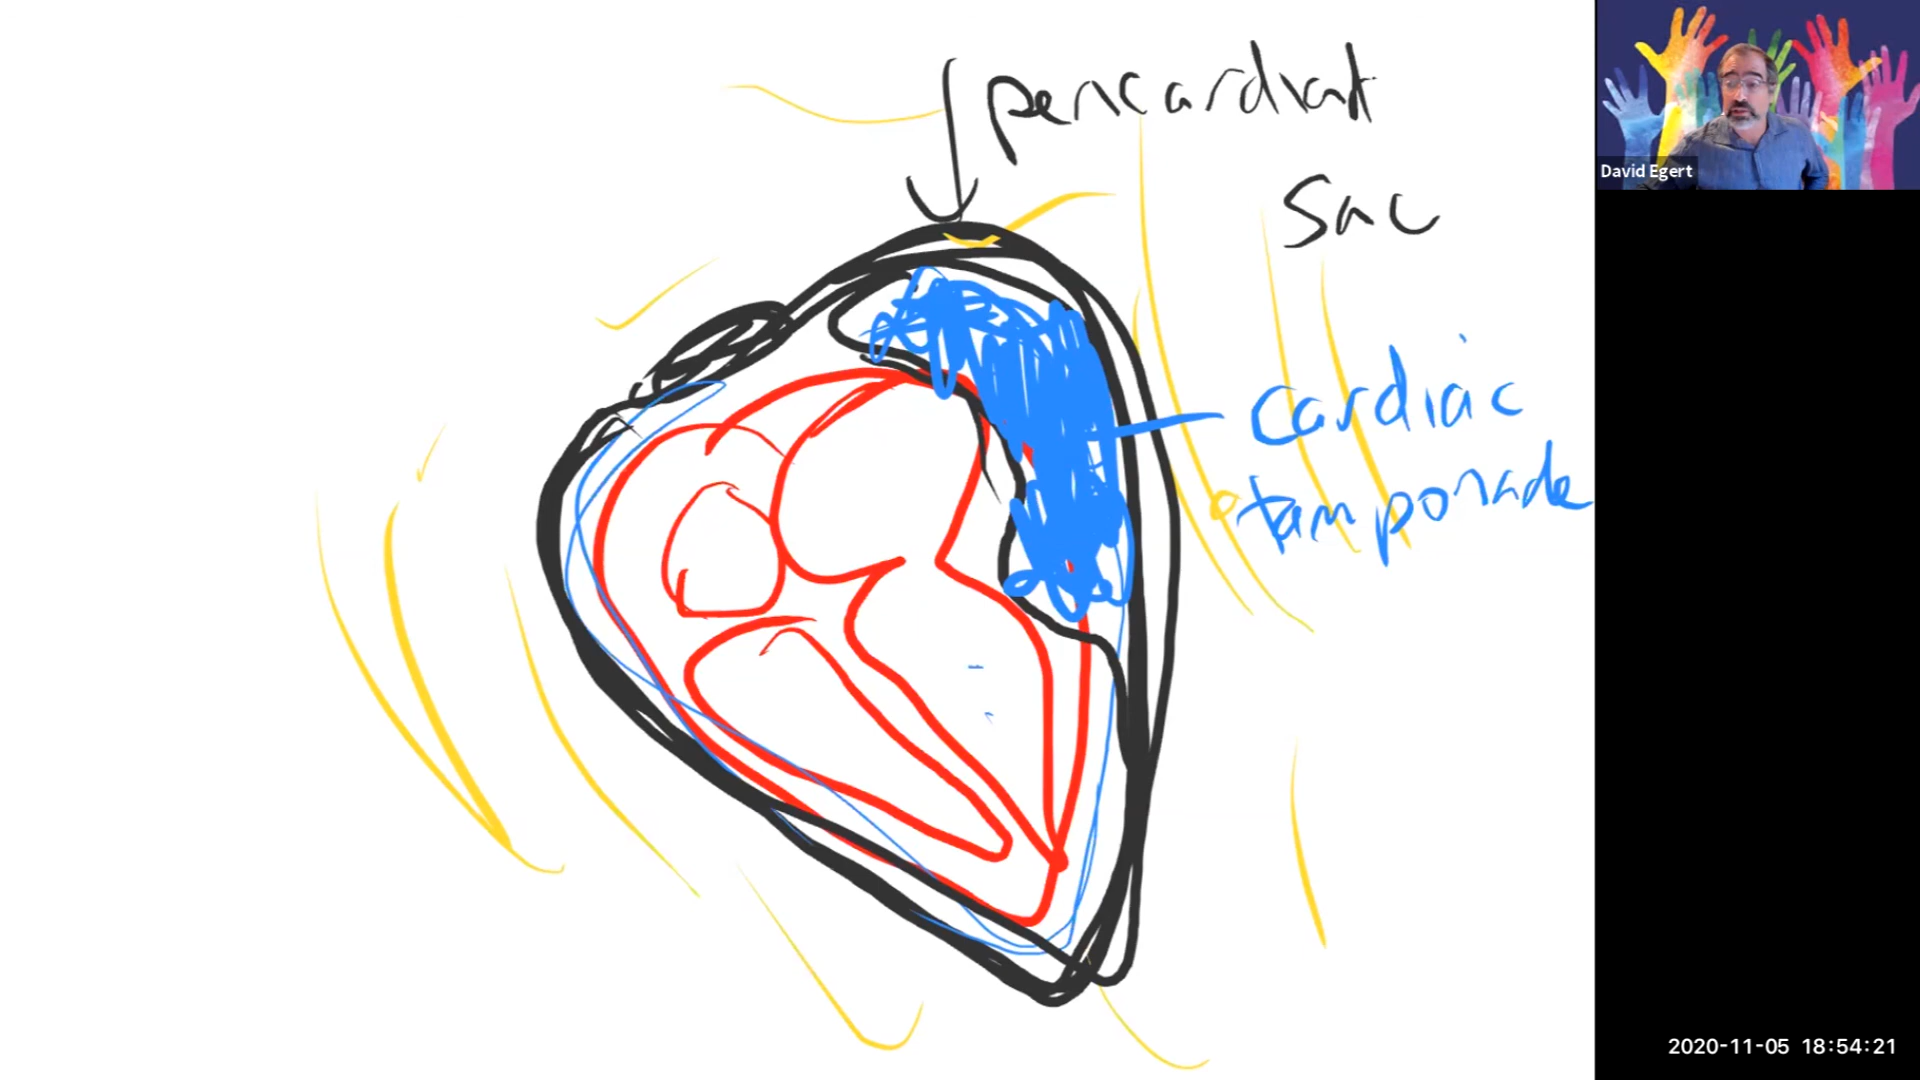 pericardial
sac
cardiac
tamponade
David Egert
2020-11-05 18:54:21